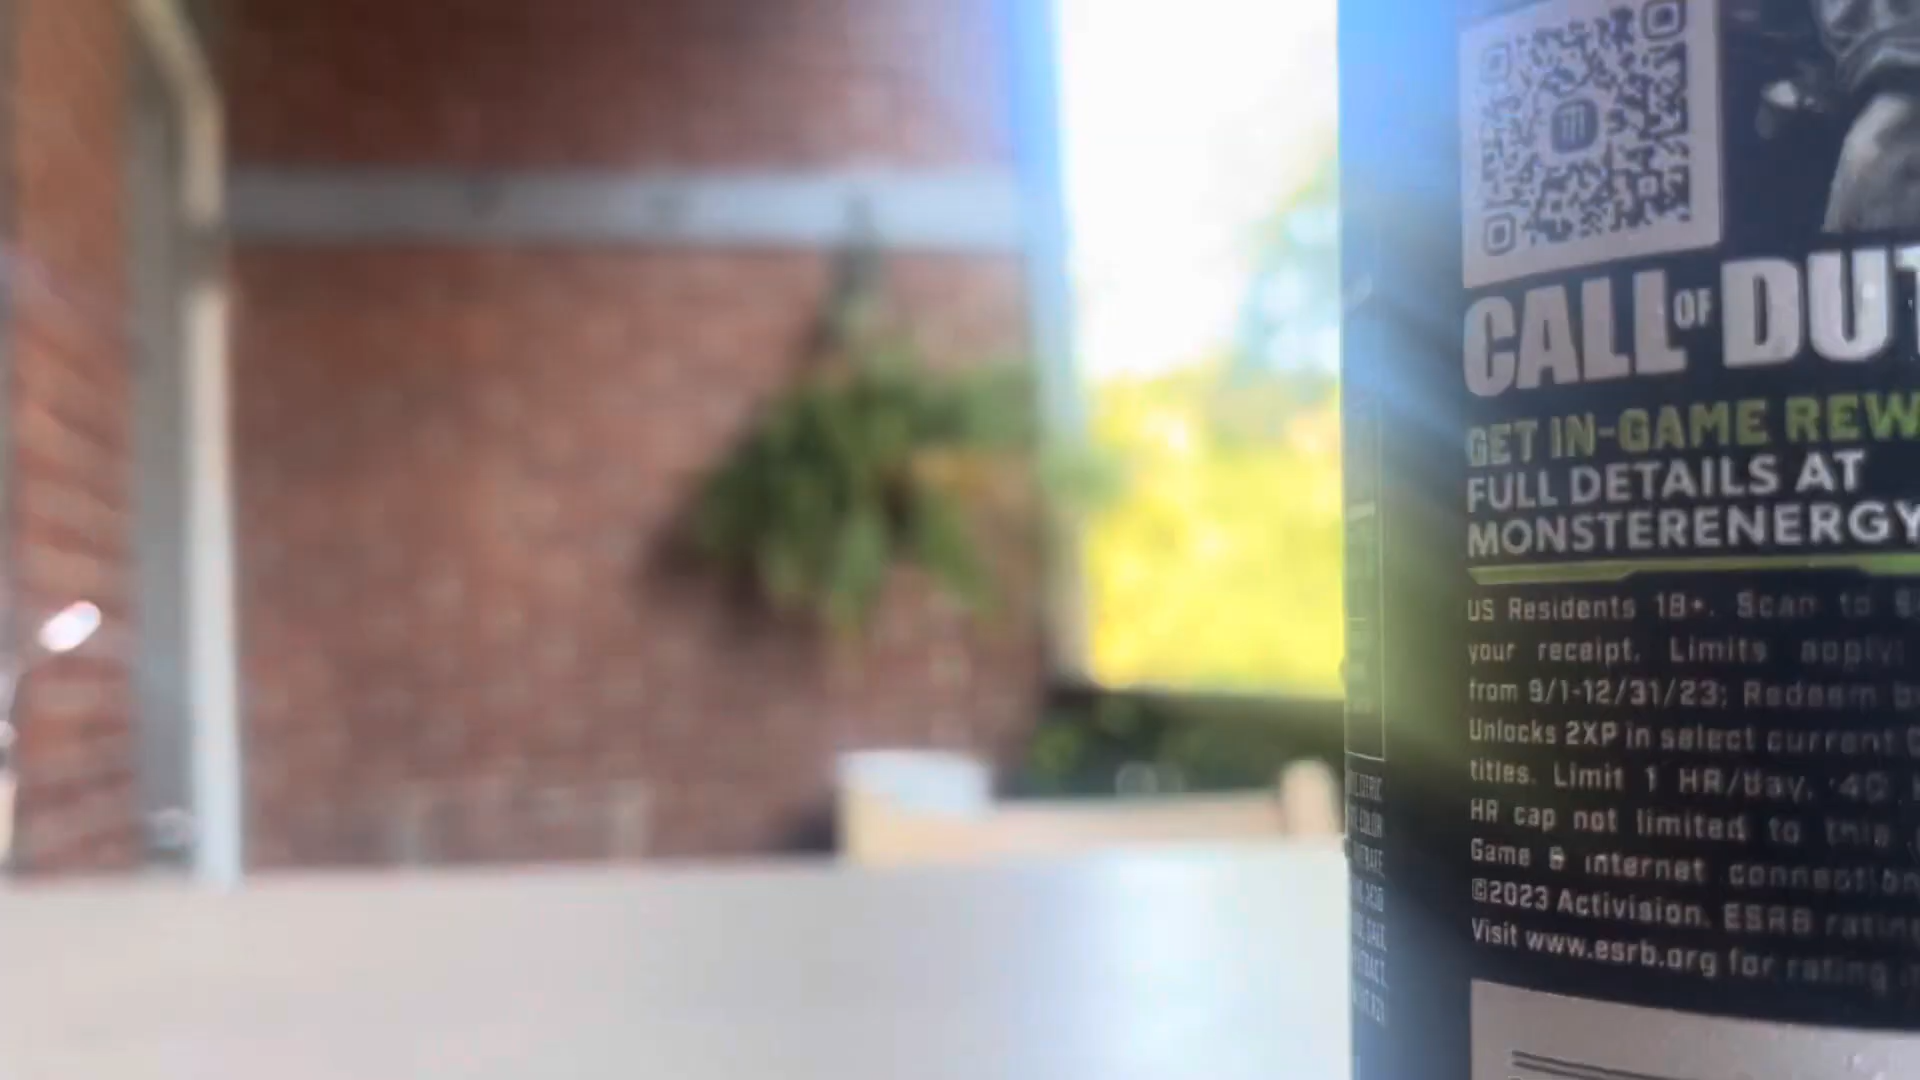 CALL OF DUT
GET IN-GAME REW
FULL DETAILS AT
MONSTERENERGY
US Residents 18+. Scan to
your receipt. Limits apply;
from 9/1-12/31/23; Redeem b
Unlocks 2XP in select current
titles. Limit 1 HR/day, 40
HR cap not limited to this
Game & internet connection
©2023 Activision. ESRB rating
Visit www.esrb.org for rating